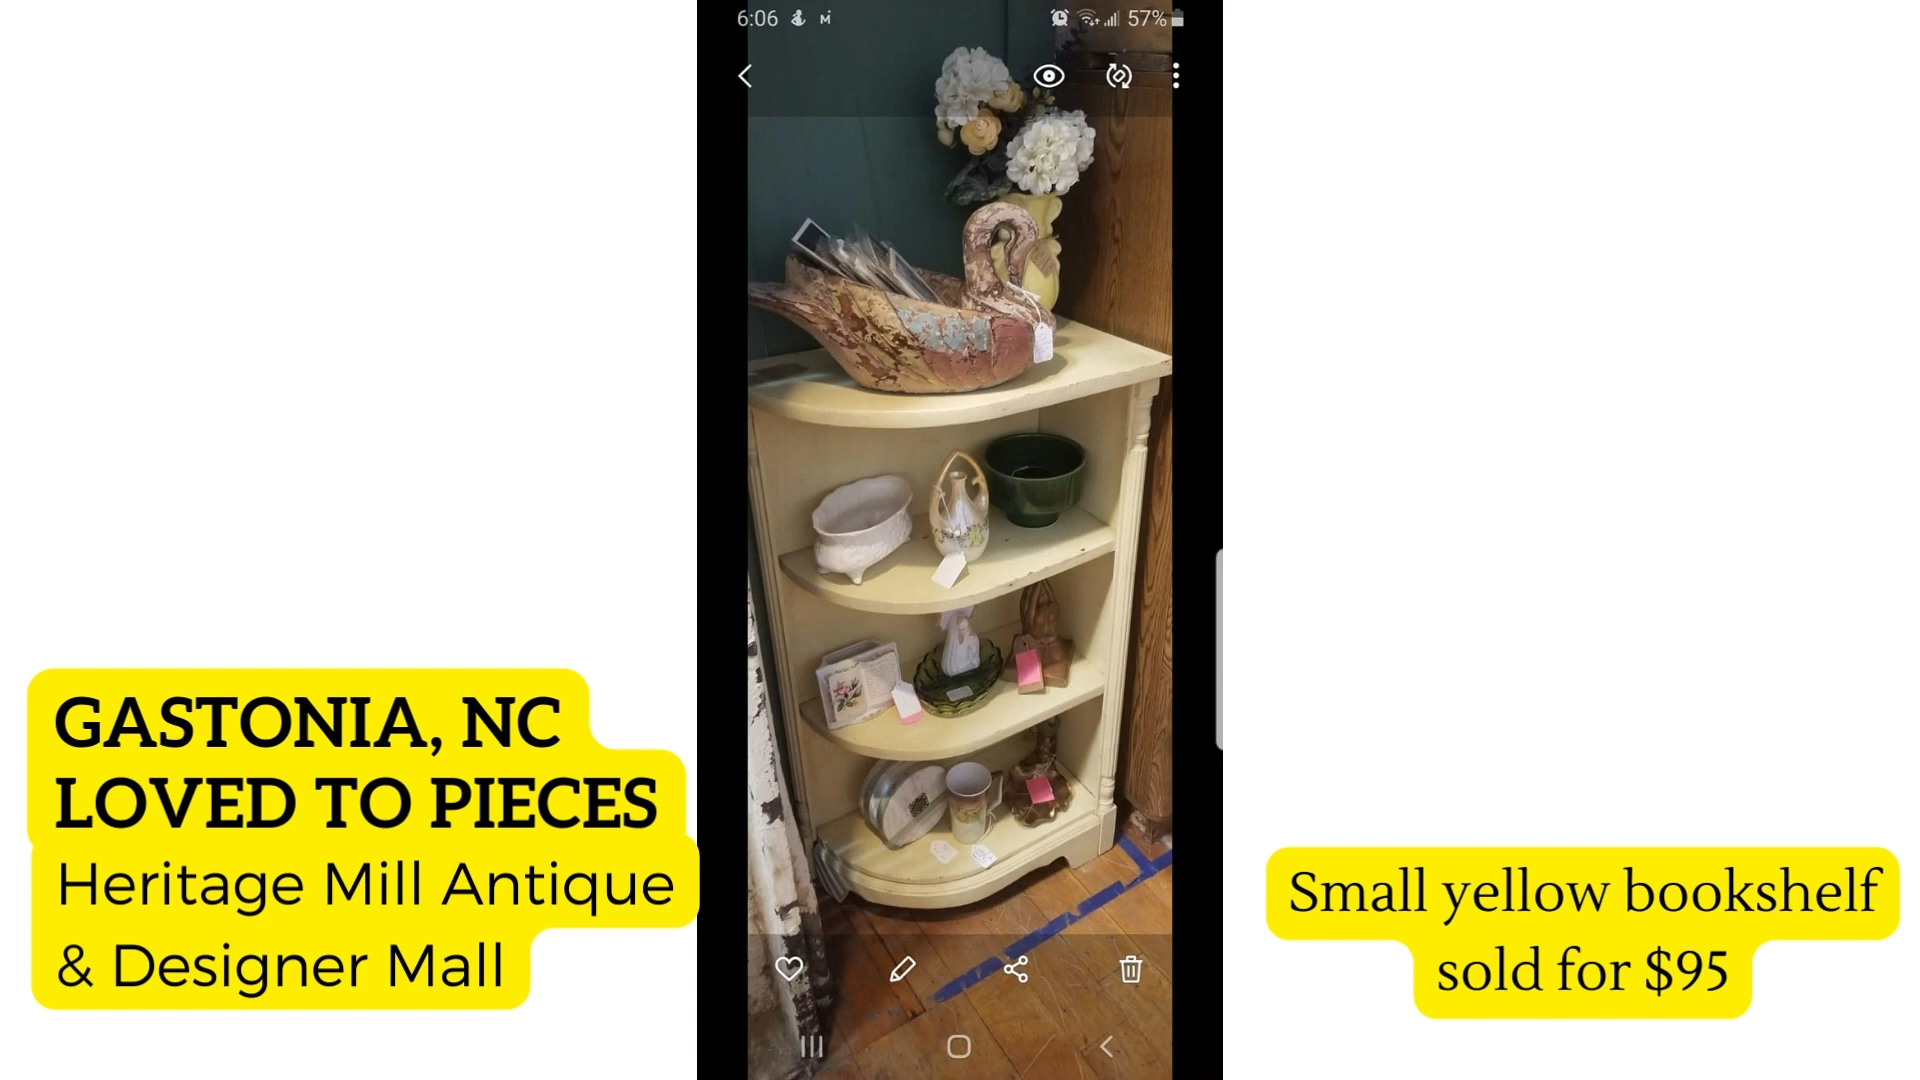 6:06
57%
GASTONIA, NC
LOVED TO PIECES
Heritage Mill Antique
& Designer Mall
Small yellow bookshelf
sold for $95